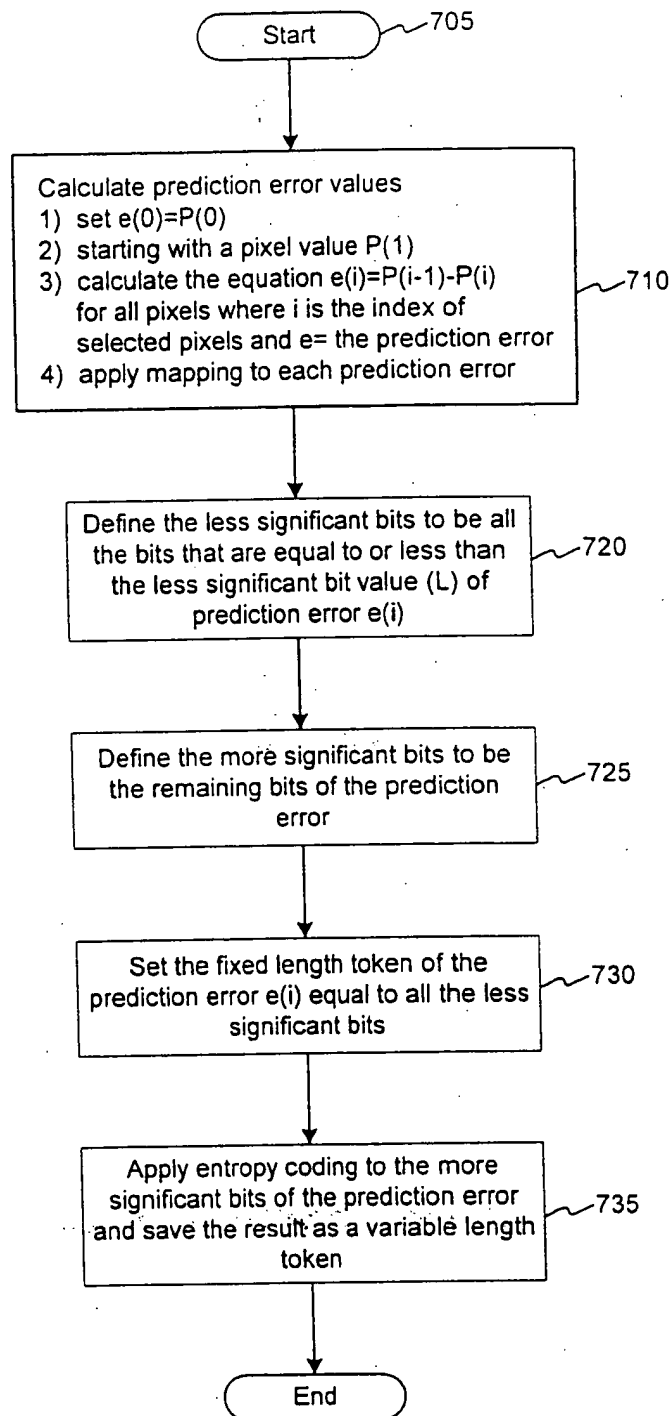 Start
705
Calculate prediction error values
1) set e(0)=P(0)
2) starting with a pixel value P(1)
3) calculate the equation e(i)=P(i-1)-P(i)
for all pixels where i is the index of
selected pixels and e= the prediction error
4) apply mapping to each prediction error
710
Define the less significant bits to be all
the bits that are equal to or less than
the less significant bit value (L) of
prediction error e(i)
720
Define the more significant bits to be
the remaining bits of the prediction
error
725
Set the fixed length token of the
prediction error e(i) equal to all the less
significant bits
730
Apply entropy coding to the more
significant bits of the prediction error
and save the result as a variable length
token
735
End